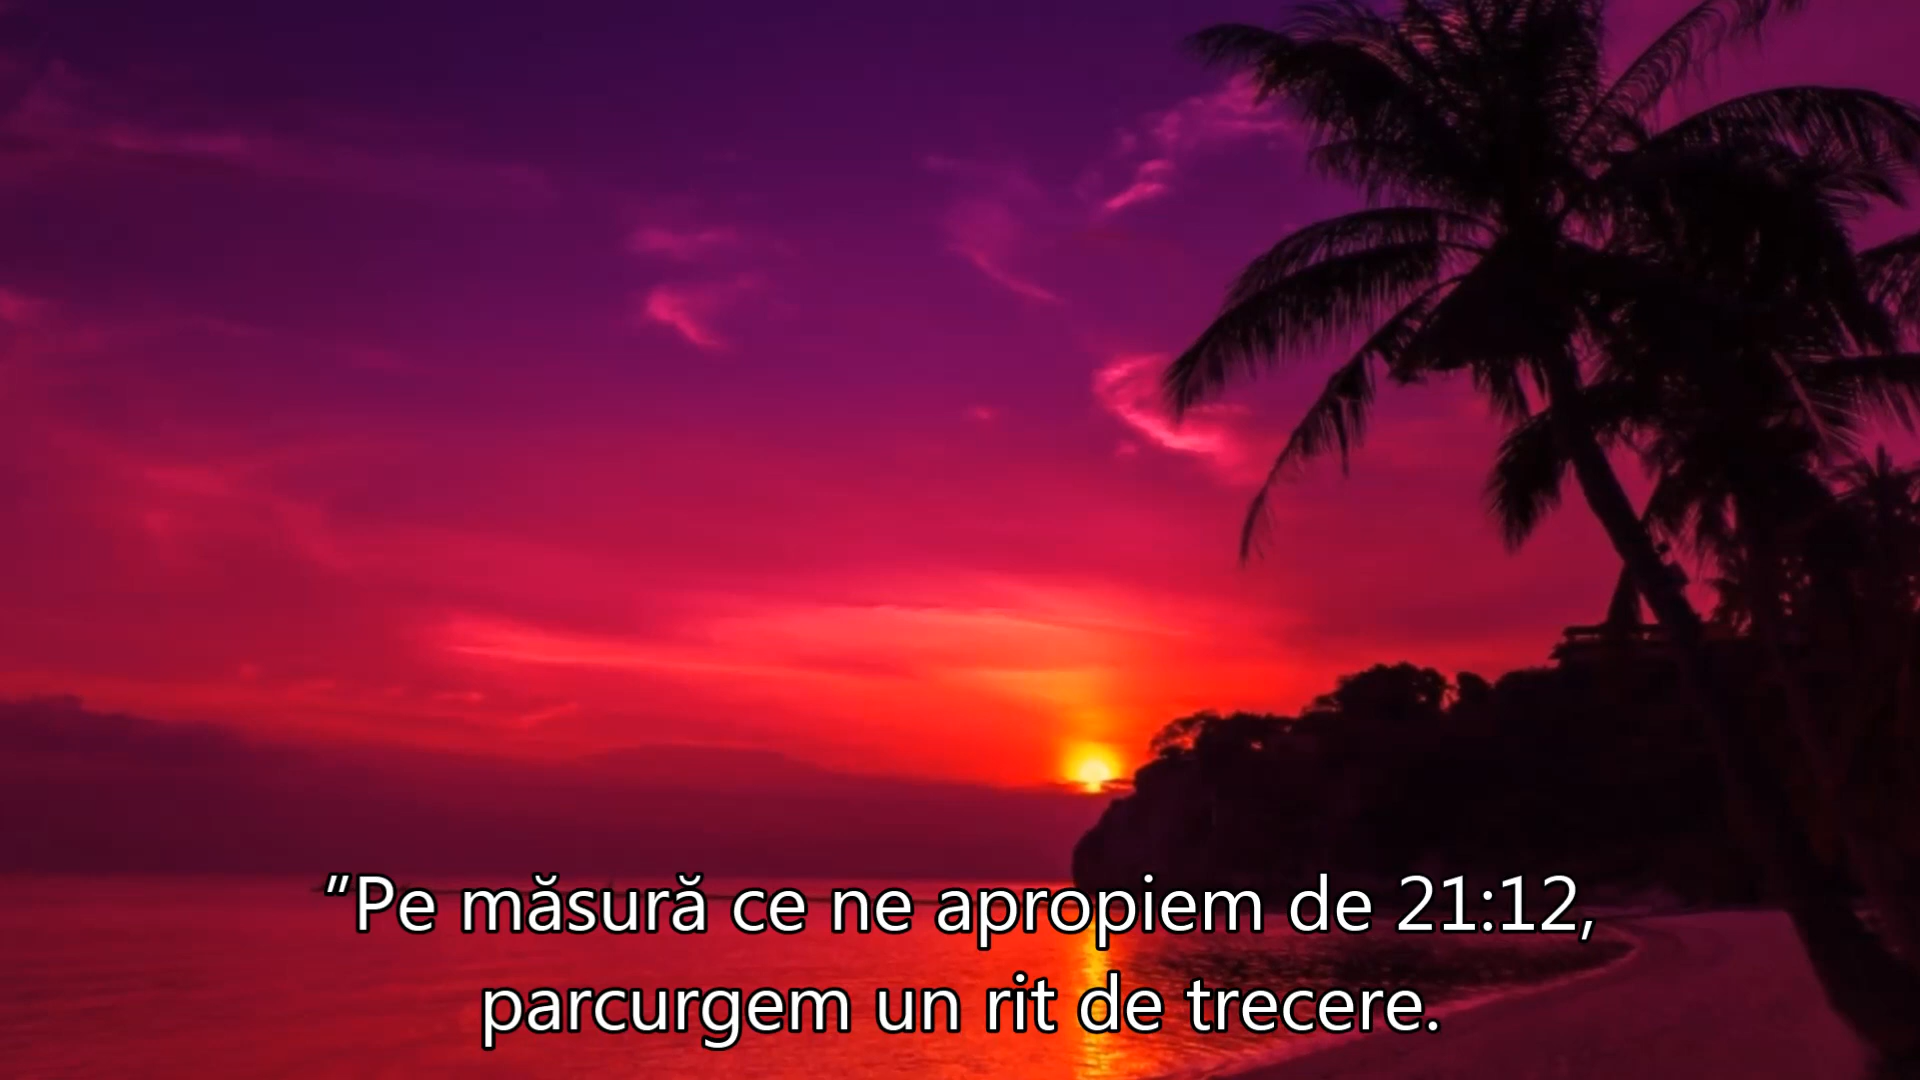 ”Pe măsură ce ne apropiem de 21:12,
parcurgem un rit de trecere.